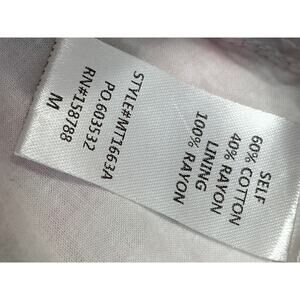 SELF
60% COTTON
40% RAYON
LINING
100% RAYON
STYLE#MT1663A
PO.603532
RN#158788
M